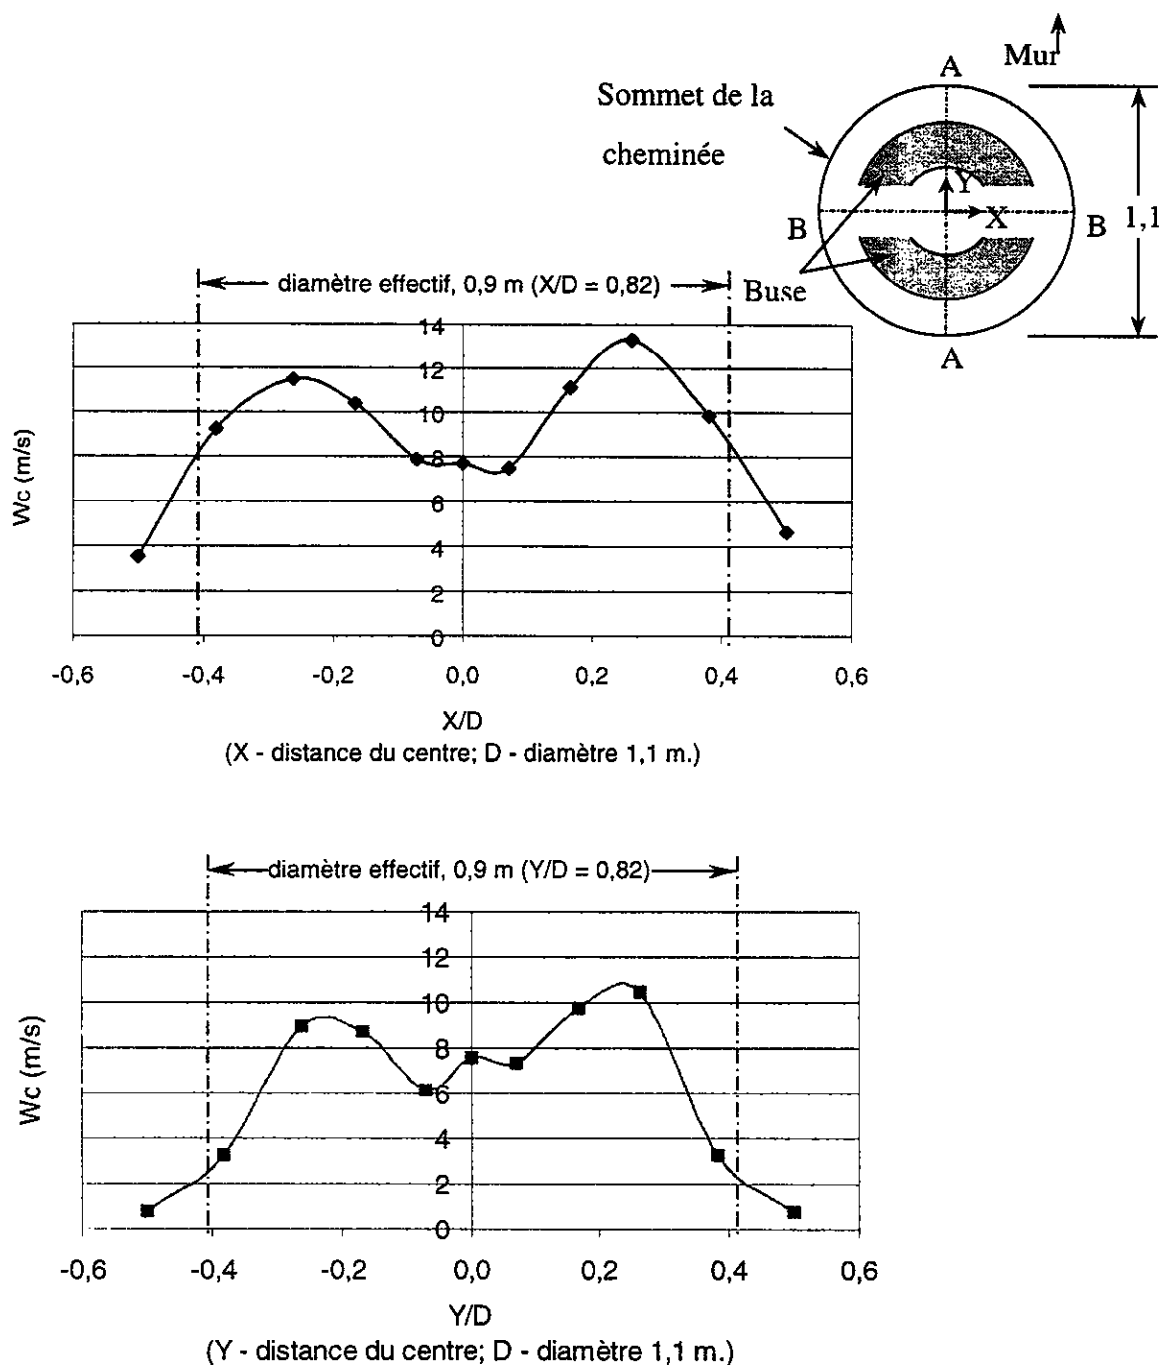 Mur
A
Sommet de la
cheminée
Y
X
B
B
1,1
Buse
A
diamètre effectif, 0,9 m (X/D = 0,82)
14
12
10
8
6
4
2
0
Wc (m/s)
-0,6
-0,4
-0,2
0,0
0,2
0,4
0,6
X/D
(X - distance du centre; D - diamètre 1,1 m.)
diamètre effectif, 0,9 m (Y/D = 0,82)
14
12
10
8
6
4
2
0
Wc (m/s)
-0,6
-0,4
-0,2
0,0
0,2
0,4
0,6
Y/D
(Y - distance du centre; D - diamètre 1,1 m.)